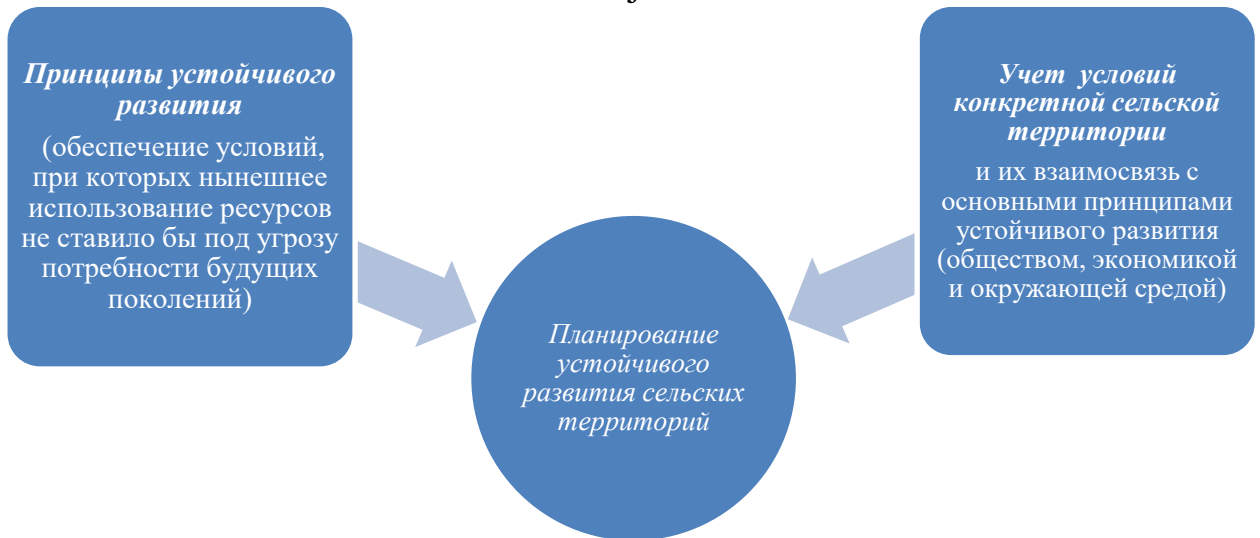 Принципы устойчивого
развития
(обеспечение условий,
при которых нынешнее
использование ресурсов
не ставило бы под угрозу
потребности будущих
поколений)
Учет условий
конкретной сельской
территории
и их взаимосвязь с
основными принципами
устойчивого развития
(обществом, экономикой
и окружающей средой)
Планирование
устойчивого
развития сельских
территорий